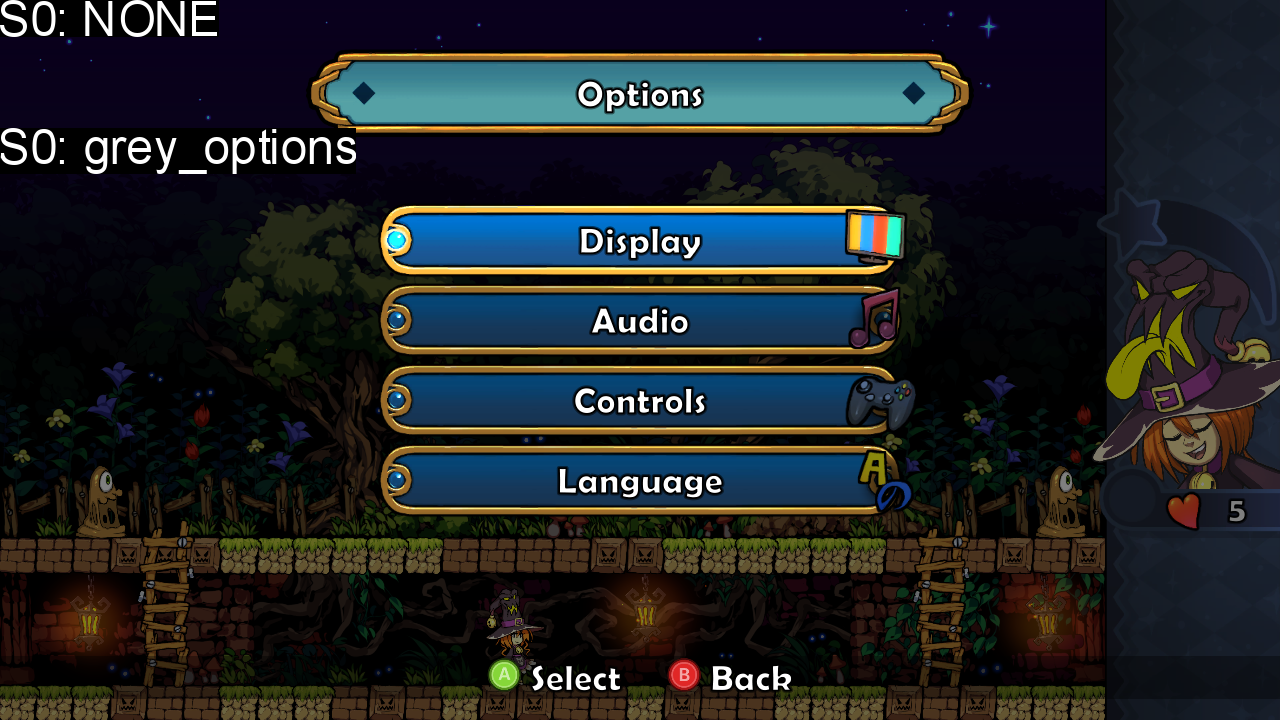 S0: NONE
Options
S0: grey_options
Display
Audio
Controls
Language
5
A Select B Back